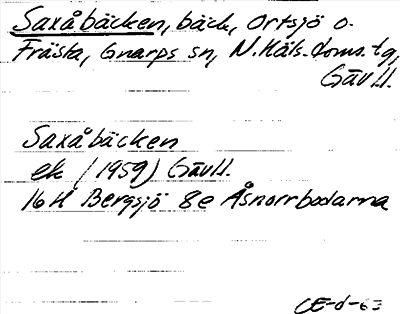 Saxåbäcken, bäck, Ortsjö o.
Frästa, Gnarps sn, N. Häls. doms. tg,
Gävl.
Saxåbäcken
ek (1959) Gävl.
16H Bergsjö 8e Åsnorrbodarna
CE-d-63